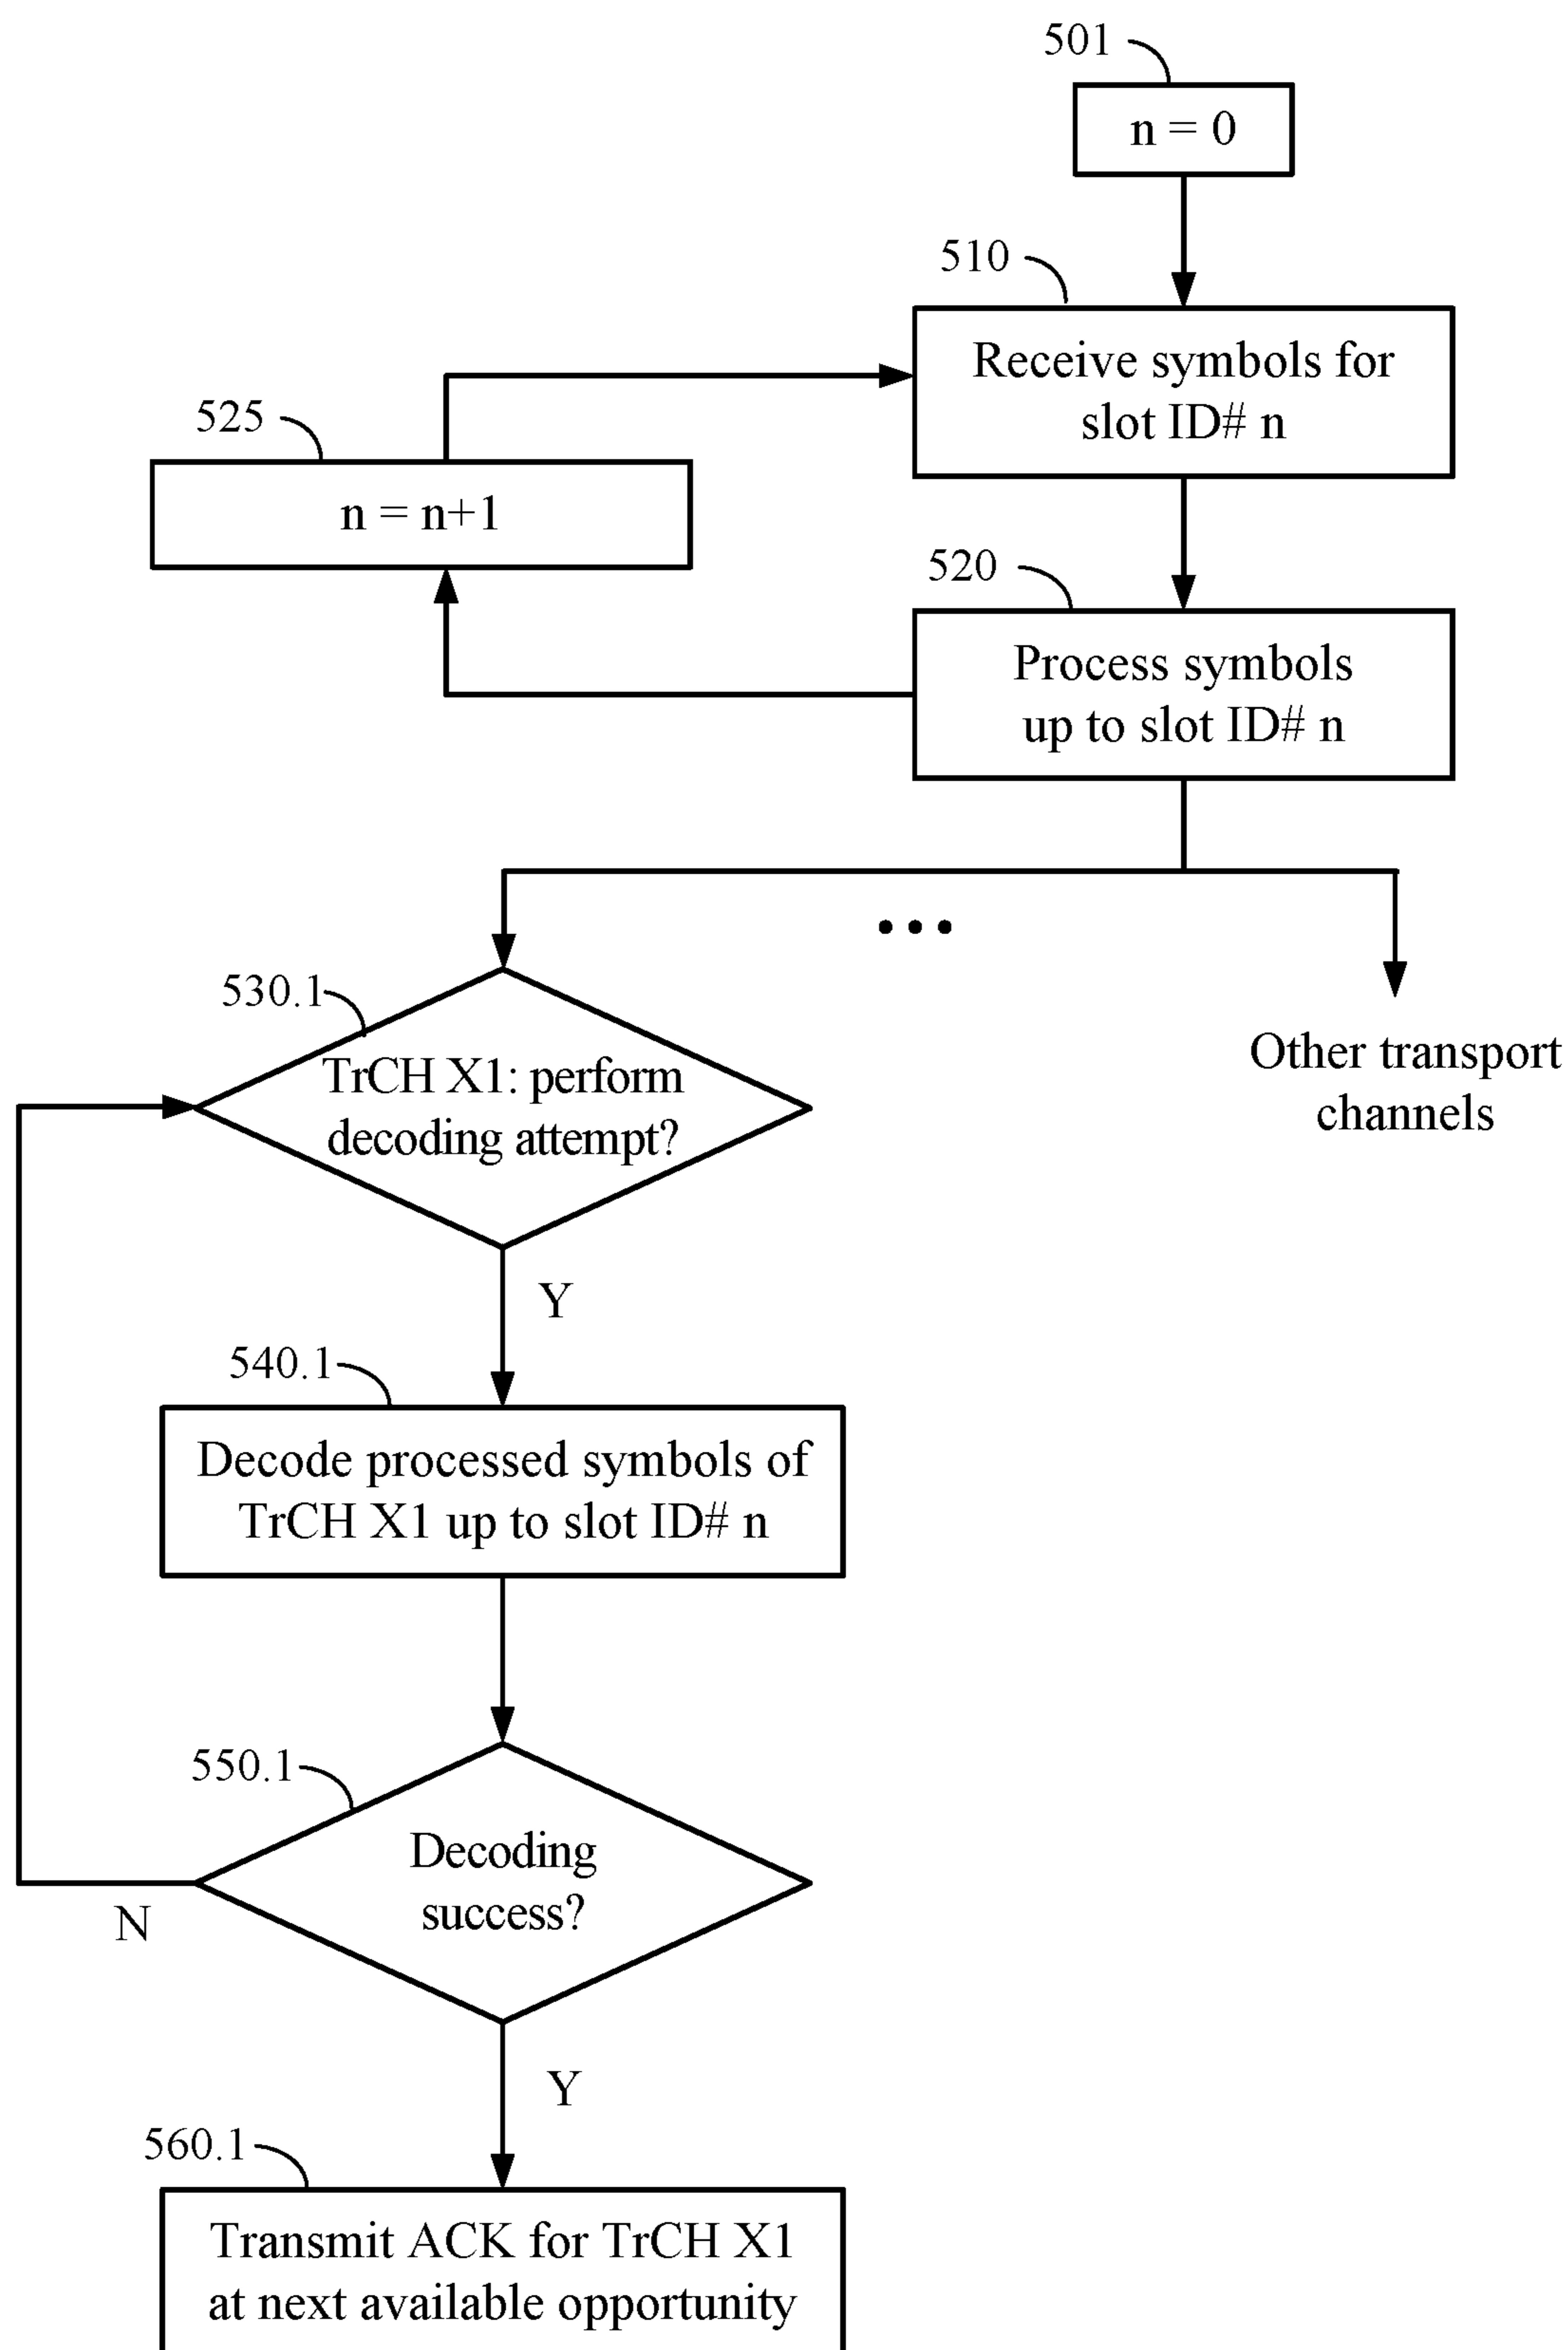 501
n = 0
510
Receive symbols for
slot ID# n
525
n = n+1
520
Process symbols
up to slot ID# n
...
530.1
TrCH X1: perform
decoding attempt?
Other transport
channels
Y
540.1
Decode processed symbols of
TrCH X1 up to slot ID# n
550.1
Decoding
success?
N
Y
560.1
Transmit ACK for TrCH X1
at next available opportunity